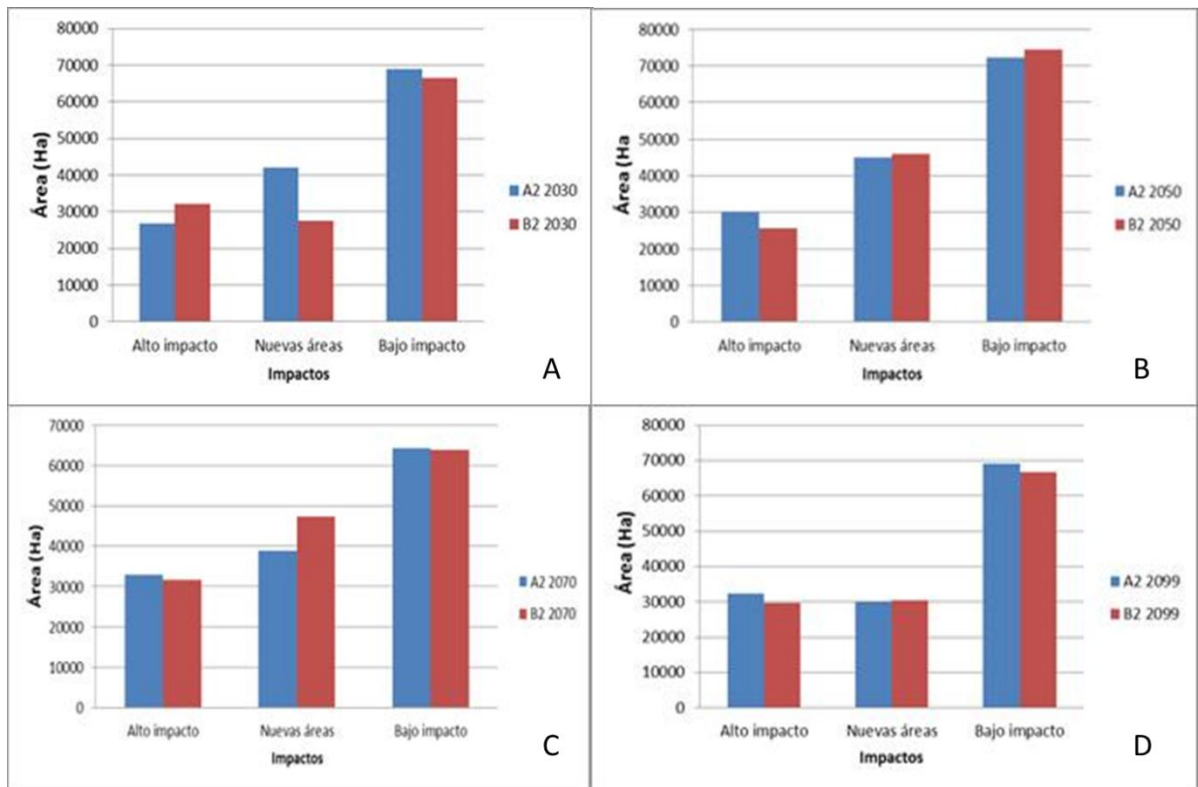 80000
70000
60000
50000
40000
30000
20000
10000
0
Área (Ha)
Alto impacto Nuevas áreas Bajo impacto
Impactos
A2 2030
B2 2030
A
80000
70000
60000
50000
40000
30000
20000
10000
0
Área (Ha
Alto impacto Nuevas áreas Bajo impacto
Impactos
A2 2050
B2 2050
B
70000
60000
50000
40000
30000
20000
10000
0
Área (Ha)
Alto impacto Nuevas áreas Bajo impacto
Impactos
A2 2070
B2 2070
C
80000
70000
60000
50000
40000
30000
20000
10000
0
Área (Ha)
Alto impacto Nuevas áreas Bajo impacto
Impactos
A2 2099
B2 2099
D